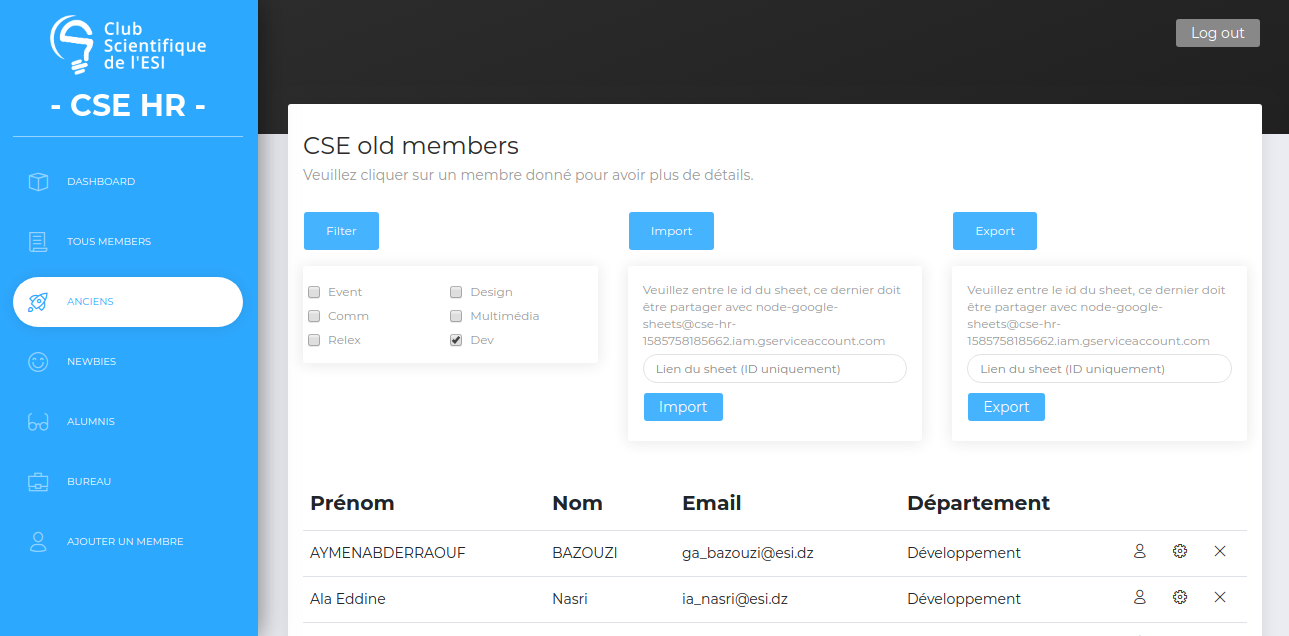 Club
Scientifique
de l'ESI
- CSE HR -
DASHBOARD
TOUS MEMBERS
ANCIENS
NEWBIES
ALUMNIS
BUREAU
AJOUTER UN MEMBRE
Log out
CSE old members
Veuillez cliquer sur un membre donné pour avoir plus de détails.
Filter
Event
Design
Comm
Multimédia
Relex
Dev
Import
Veuillez entre le id du sheet, ce dernier doit
être partager avec node-google-
sheets@cse-hr-
1585758185662.iam.gserviceaccount.com
Lien du sheet (ID uniquement)
Import
Export
Veuillez entre le id du sheet, ce dernier doit
être partager avec node-google-
sheets@cse-hr-
1585758185662.iam.gserviceaccount.com
Lien du sheet (ID uniquement)
Export
Prénom Nom Email Département
AYMENABDERRAOUF BAZOUZI ga_bazouzi@esi.dz Développement
Ala Eddine Nasri ia_nasri@esi.dz Développement